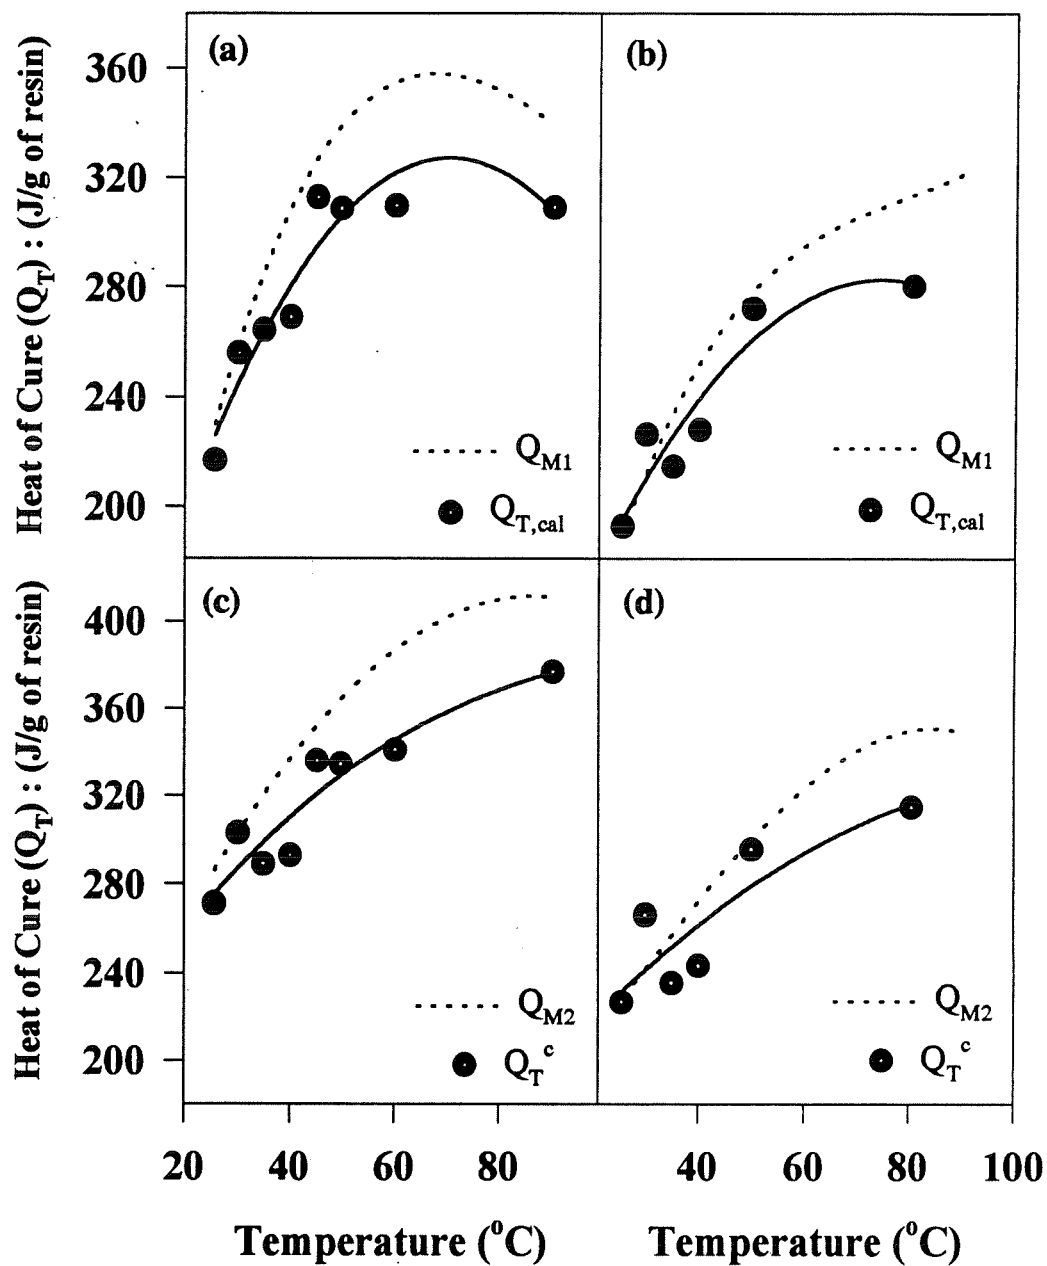 Heat of Cure (Q_T) : (J/g of resin)
(a)
360
320
280
240
200
Q_M1
Q_T,cal
(b)
Q_M1
Q_T,cal
Heat of Cure (Q_T) : (J/g of resin)
(c)
400
360
320
280
240
200
Q_M2
Q_T^c
(d)
Q_M2
Q_T^c
20 40 60 80
40 60 80 100
Temperature (°C)
Temperature (°C)